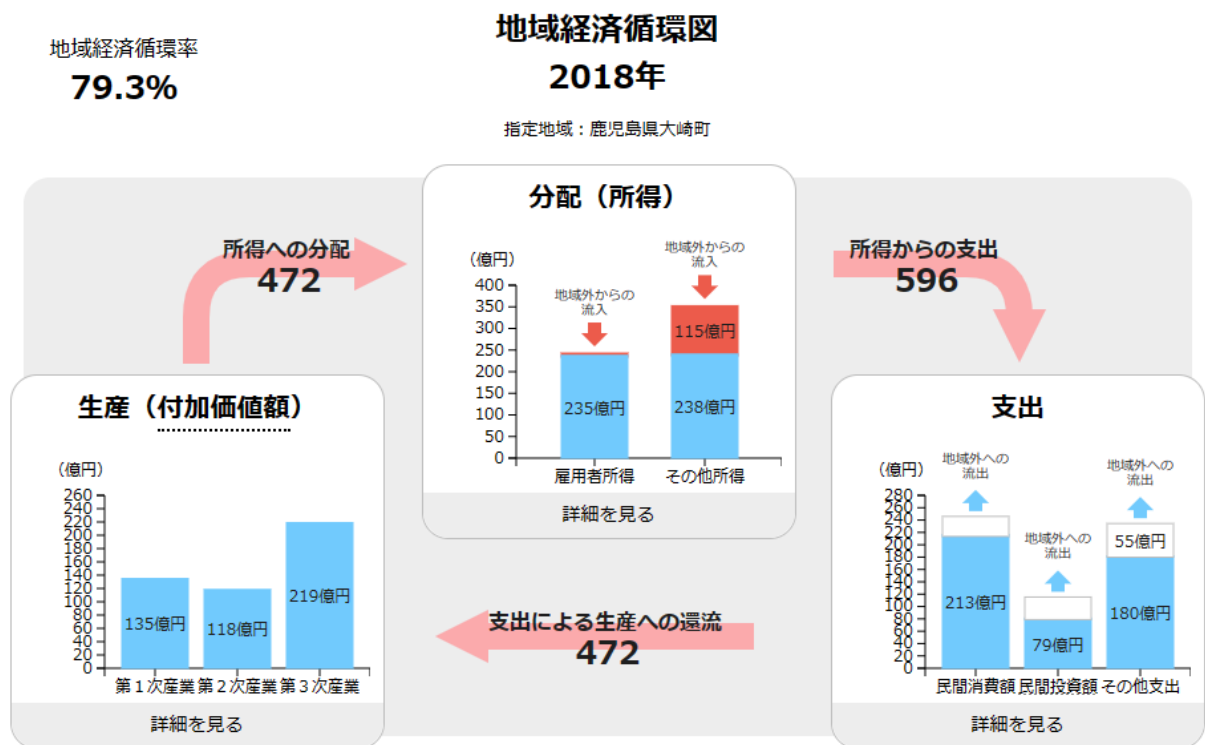 地域経済循環図
2018年
指定地域：鹿児島県大崎町
地域経済循環率
79.3%
所得への分配
472
分配（所得）
（億円）
400
350
300
250
200
150
100
50
0
地域外からの
流入
地域外からの
流入
115億円
235億円
238億円
雇用者所得
その他所得
詳細を見る
所得からの支出
596
生産（付加価値額）
（億円）
260
240
220
200
180
160
140
120
100
80
60
40
20
0
135億円
118億円
219億円
第１次産業
第２次産業
第３次産業
詳細を見る
支出による生産への還流
472
支出
（億円）
280
260
240
220
200
180
160
140
120
100
80
60
40
20
0
地域外への
流出
地域外への
流出
地域外への
流出
55億円
213億円
79億円
180億円
民間消費額
民間投資額
その他支出
詳細を見る